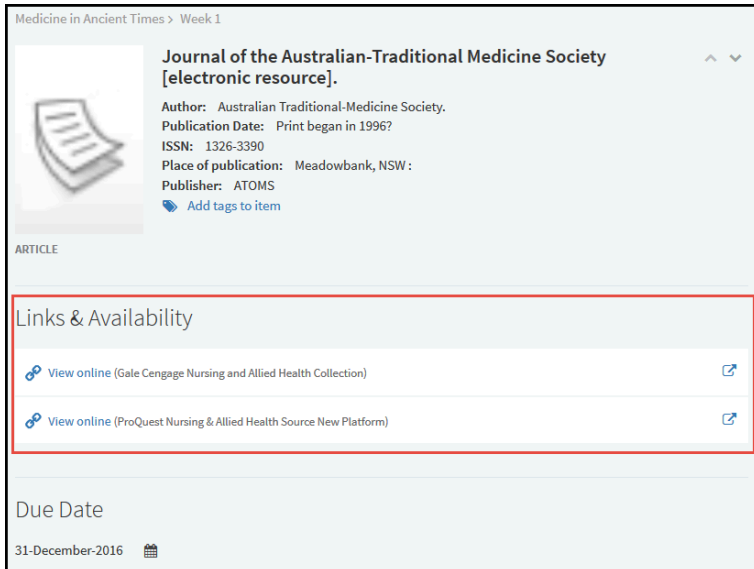 Medicine in Ancient Times > Week 1
Journal of the Australian-Traditional Medicine Society
[electronic resource].
Author: Australian Traditional-Medicine Society.
Publication Date: Print began in 1996?
ISSN: 1326-3390
Place of publication: Meadowbank, NSW :
Publisher: ATOMS
Add tags to item
ARTICLE
Links & Availability
View online (Gale Cengage Nursing and Allied Health Collection)
View online (ProQuest Nursing & Allied Health Source New Platform)
Due Date
31-December-2016